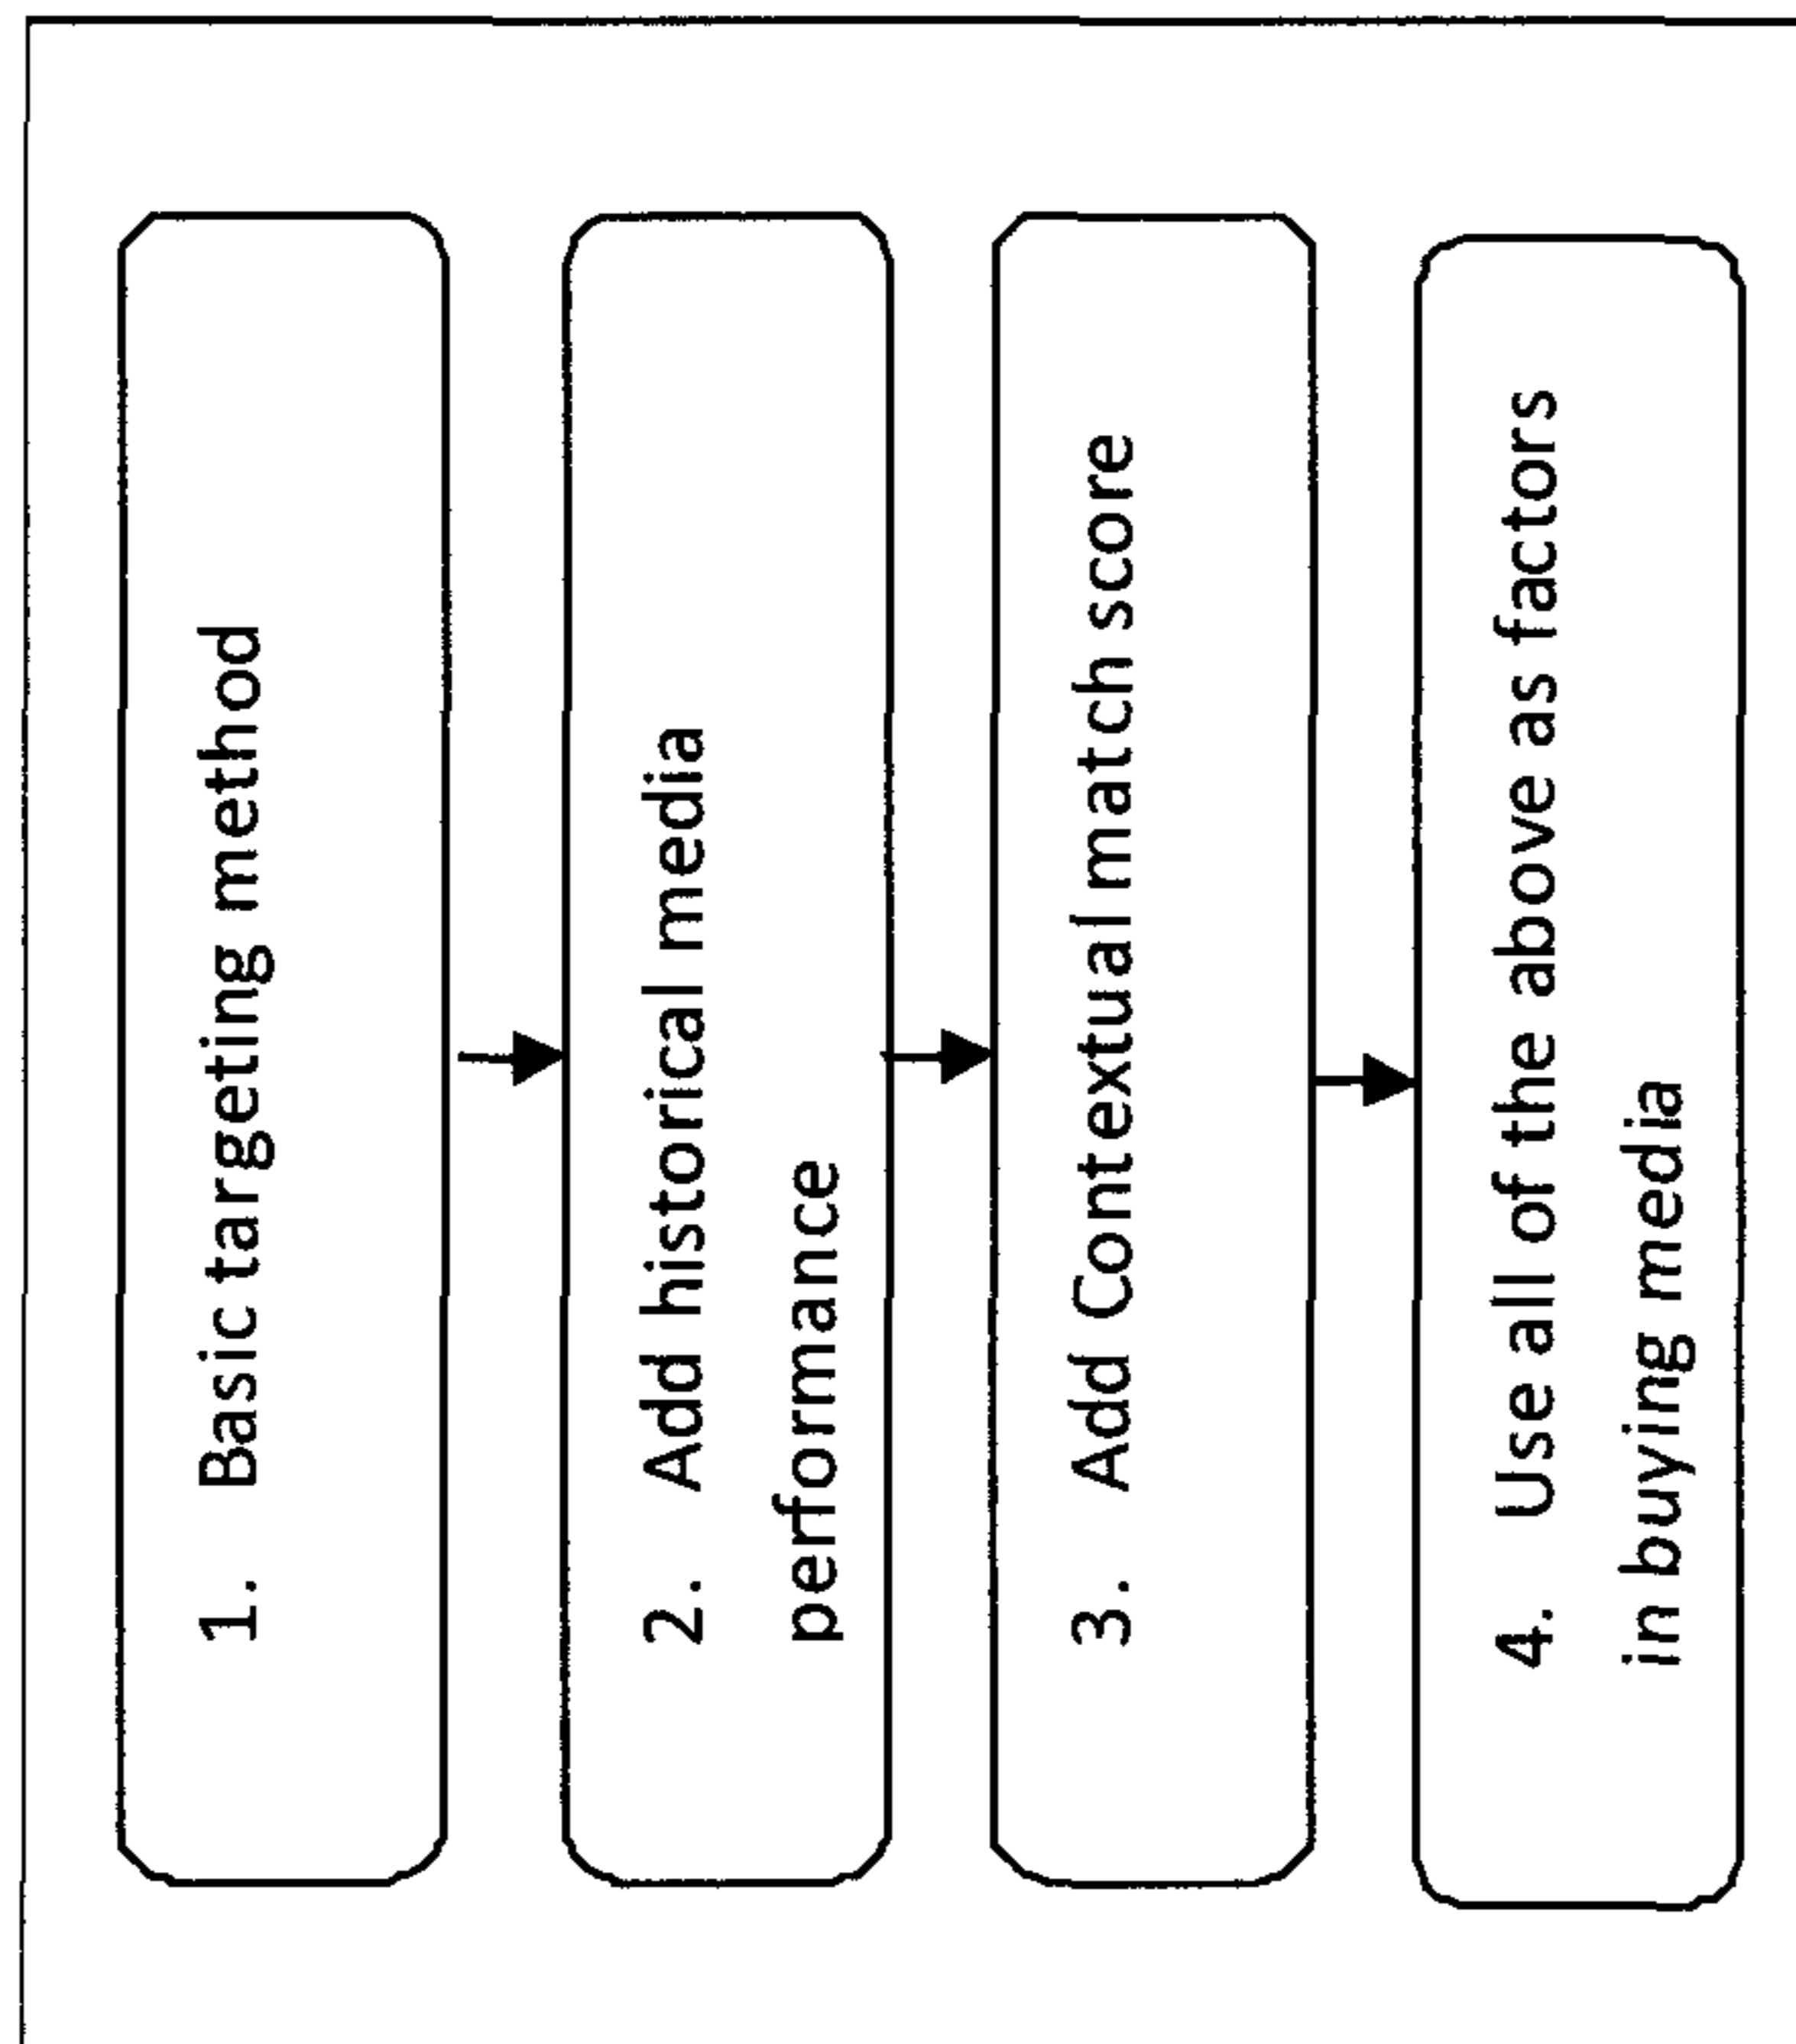 1. Basic targeting method
2. Add historical media
performance
3. Add Contextual match score
4. Use all of the above as factors
in buying media